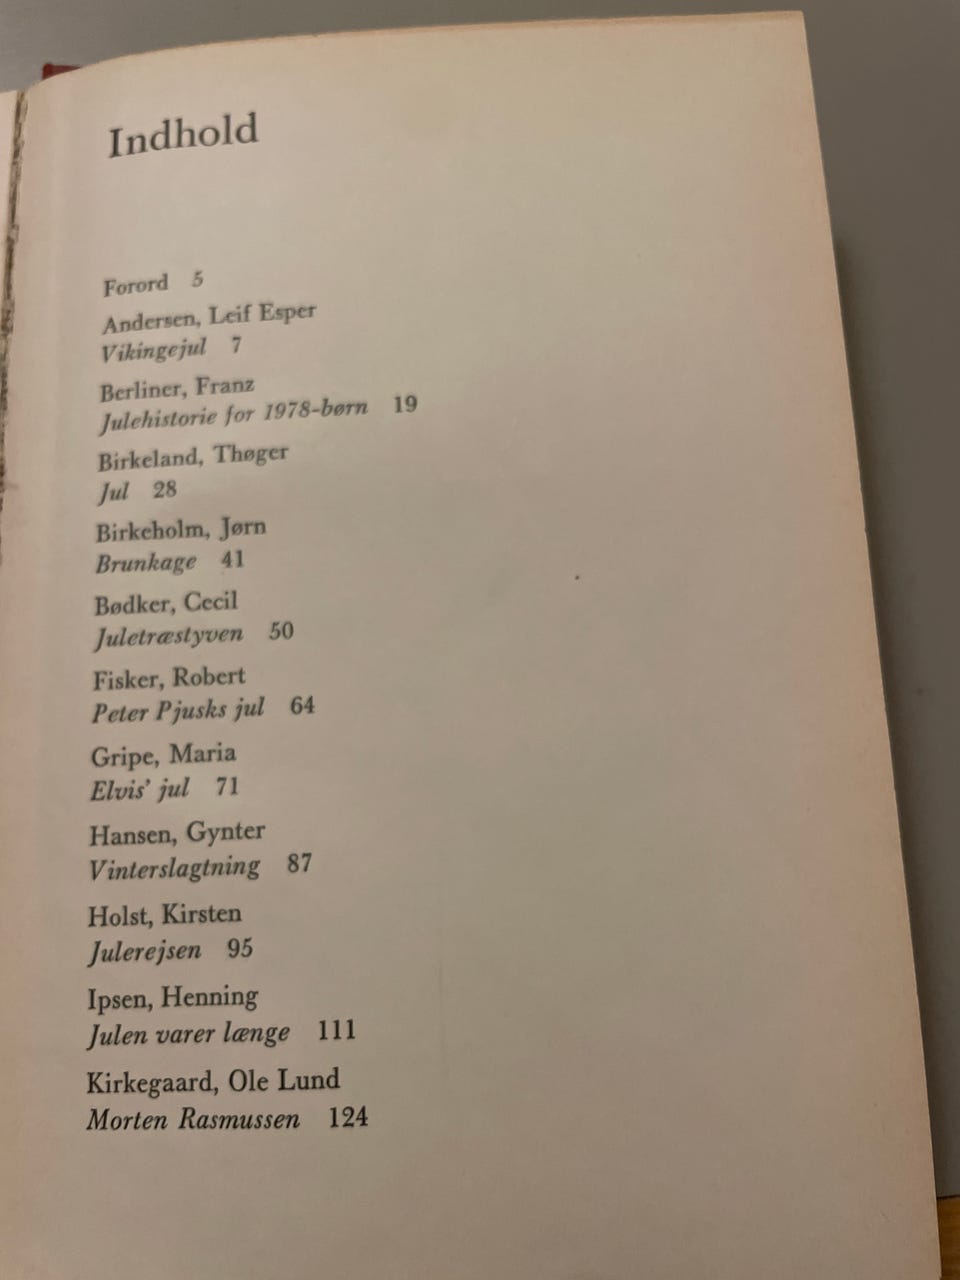 Indhold
Forord 5
Andersen, Leif Esper
Vikingejul 7
Berliner, Franz
Julehistorie for 1978-børn 19
Birkeland, Thøger
Jul 28
Birkeholm, Jørn
Brunkage 41
Bødker, Cecil
Juletræstyven 50
Fisker, Robert
Peter Pjusks jul 64
Gripe, Maria
Elvis' jul 71
Hansen, Gynter
Vinterslagtning 87
Holst, Kirsten
Julerejsen 95
Ipsen, Henning
Julen varer længe 111
Kirkegaard, Ole Lund
Morten Rasmussen 124